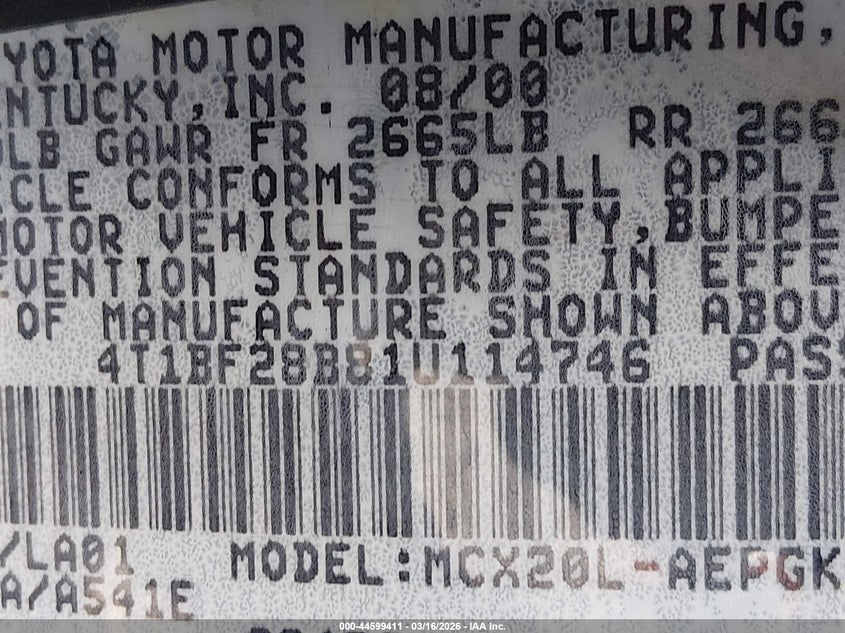 YOTA MOTOR MANUFACTURING,
ENTUCKY,INC. 08/00
LB GAWR FR 2665LB RR 266
CLE CONFORMS TO ALL APPLI
MOTOR VEHICLE SAFETY,BUMPE
EVENTION STANDARDS IN EFFE
OF MANUFACTURE SHOWN ABOV
4T1BF28B81U114746 PASS
/LA01 MODEL:MCX20L-AEPGK
A/A541E
000-44599411 - 03/16/2026 - IAA Inc.